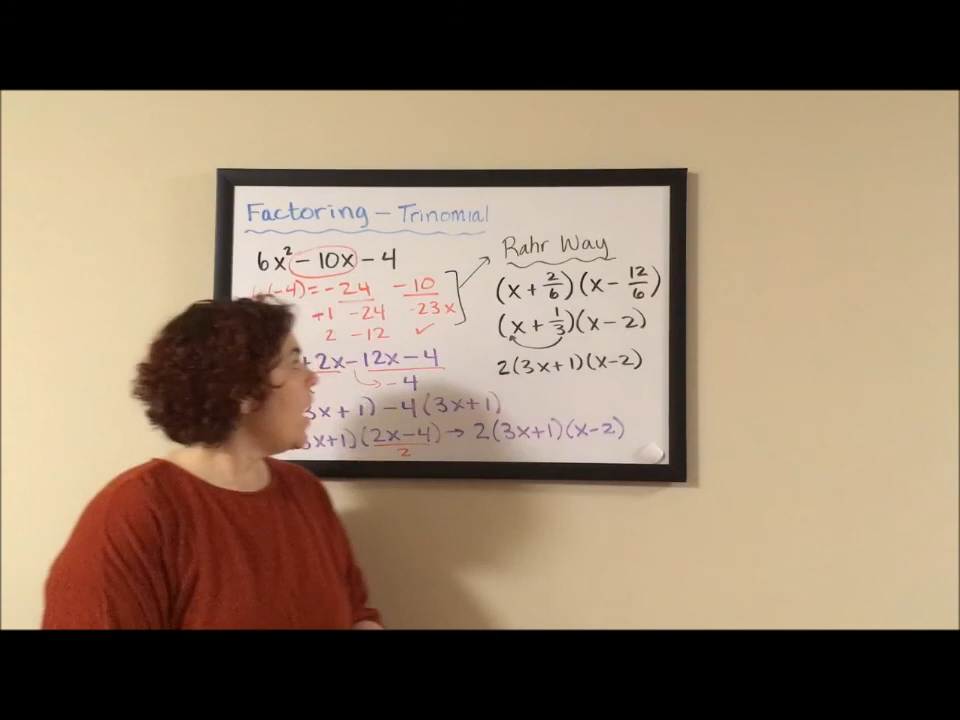 Factoring – Trinomial
6x² – 10x – 4
(-4) = -24 -10
+1 -24 -23x
2 -12 ✓
+2x – 12x – 4
→ -4
3x + 1) – 4(3x + 1)
3x + 1)(2x – 4) → 2(3x + 1)(x – 2)
2
Rahr Way
(x + 2/6)(x – 12/6)
(x + 1/3)(x – 2)
2(3x + 1)(x – 2)